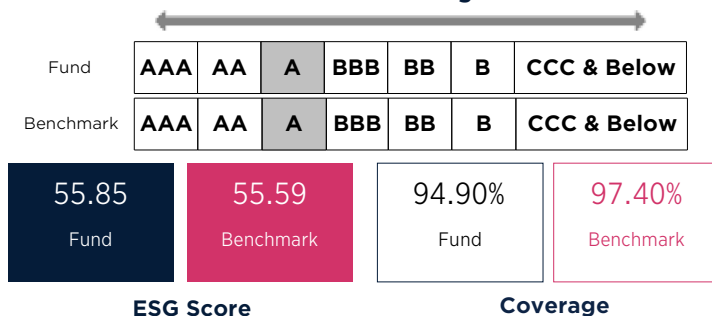 Fund AAA AA A BBB BB B CCC & Below
Benchmark AAA AA A BBB BB B CCC & Below
55.85 55.59 94.90% 97.40%
Fund Benchmark Fund Benchmark
ESG Score Coverage